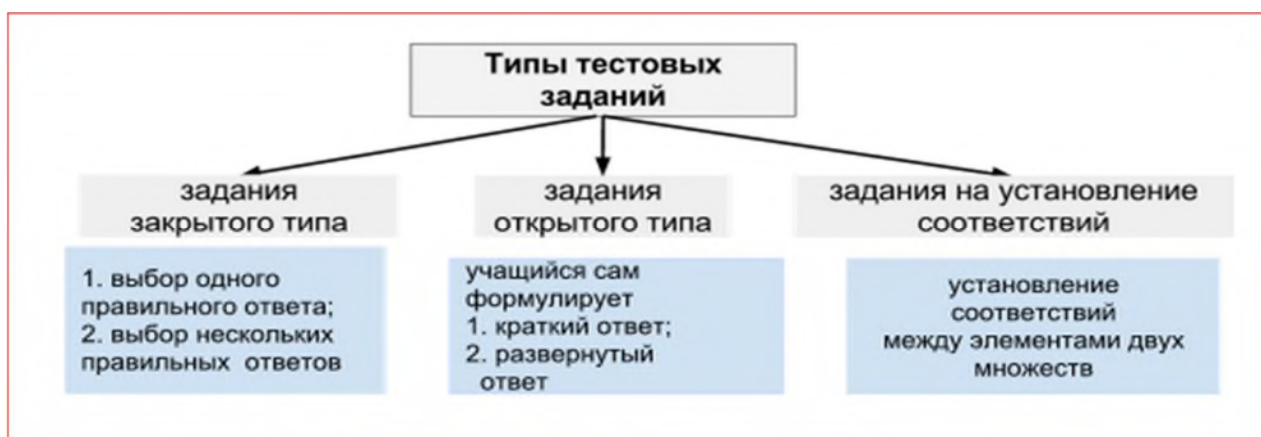 Типы тестовых
заданий
задания
закрытого типа
1. выбор одного
правильного ответа;
2. выбор нескольких
правильных ответов
задания
открытого типа
учащийся сам
формулирует
1. краткий ответ;
2. развернутый
ответ
задания на установление
соответствий
установление
соответствий
между элементами двух
множеств